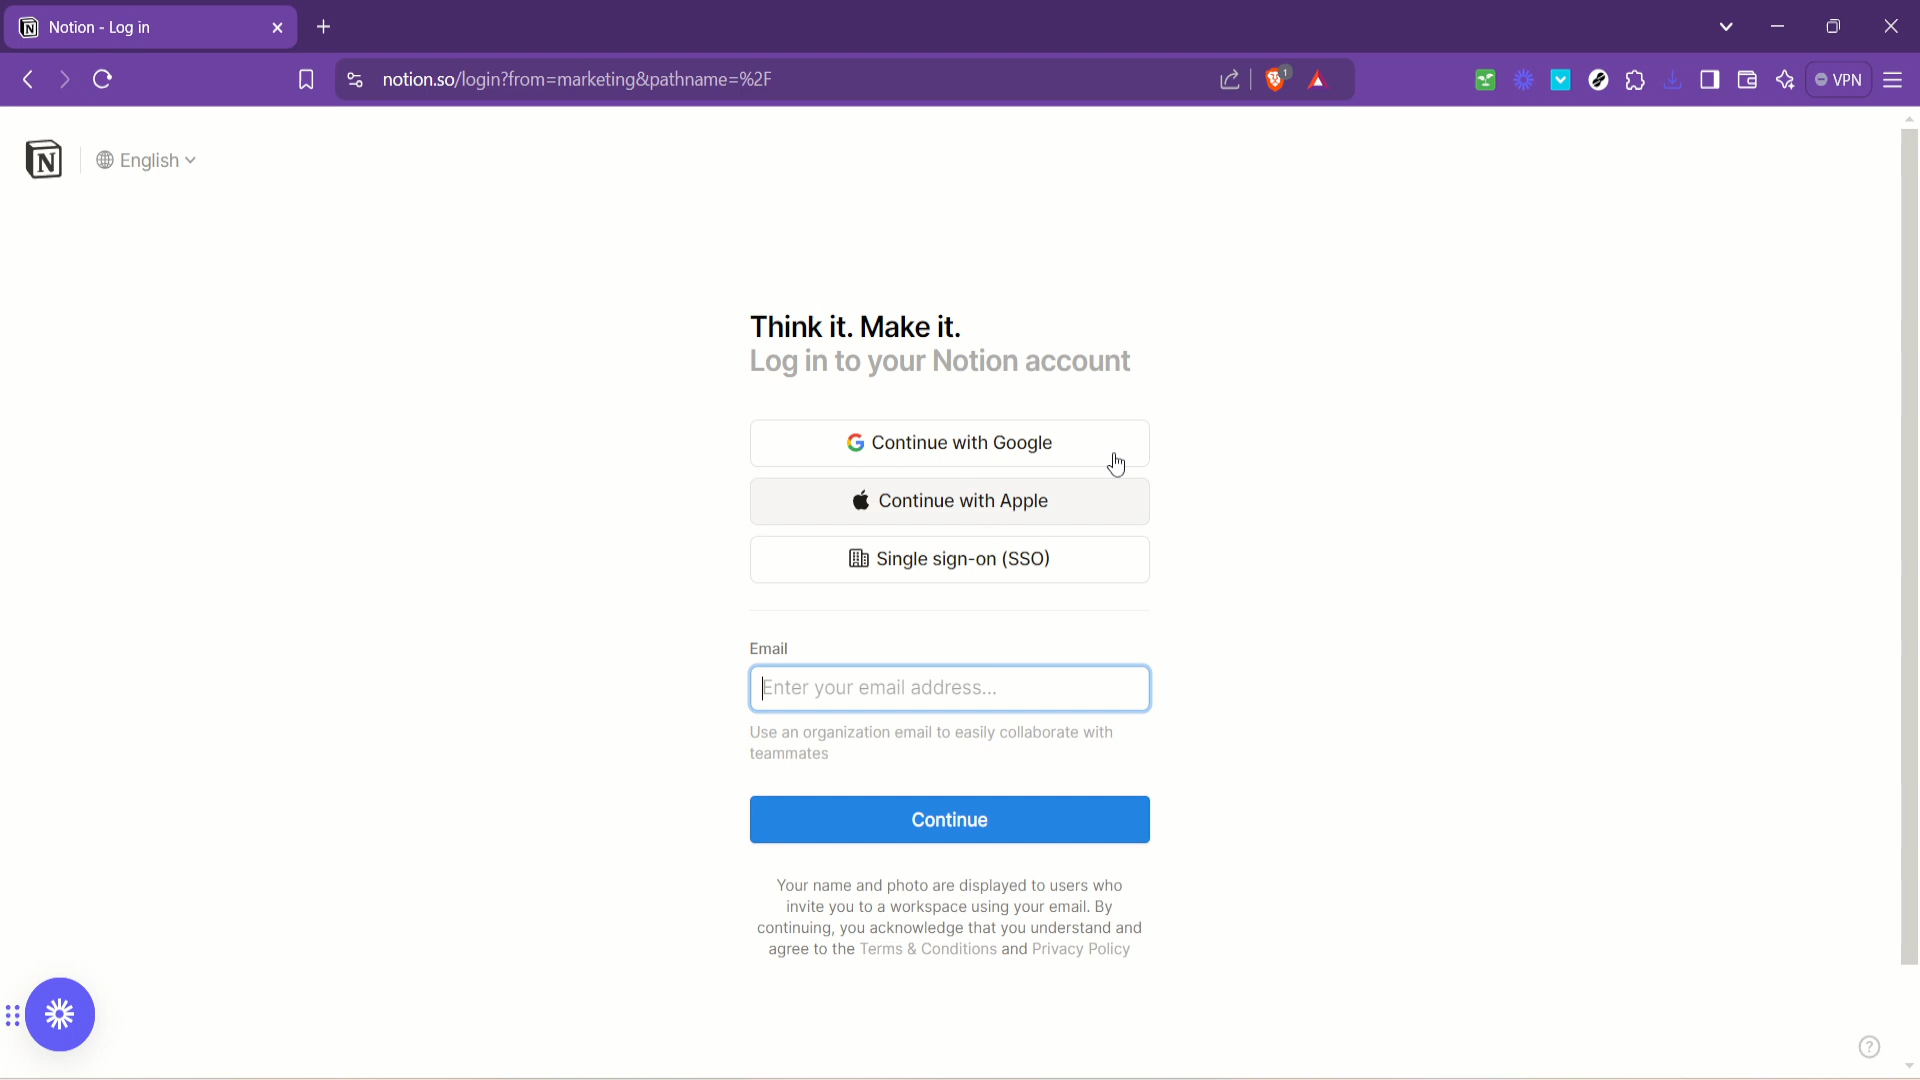 Notion - Log in
notion.so/login?from=marketing&pathname=%2F
1
VPN
N
English
Think it. Make it.
Log in to your Notion account
G Continue with Google
Continue with Apple
Single sign-on (SSO)
Email
Enter your email address...
Use an organization email to easily collaborate with
teammates
Continue
Your name and photo are displayed to users who
invite you to a workspace using your email. By
continuing, you acknowledge that you understand and
agree to the Terms & Conditions and Privacy Policy
?